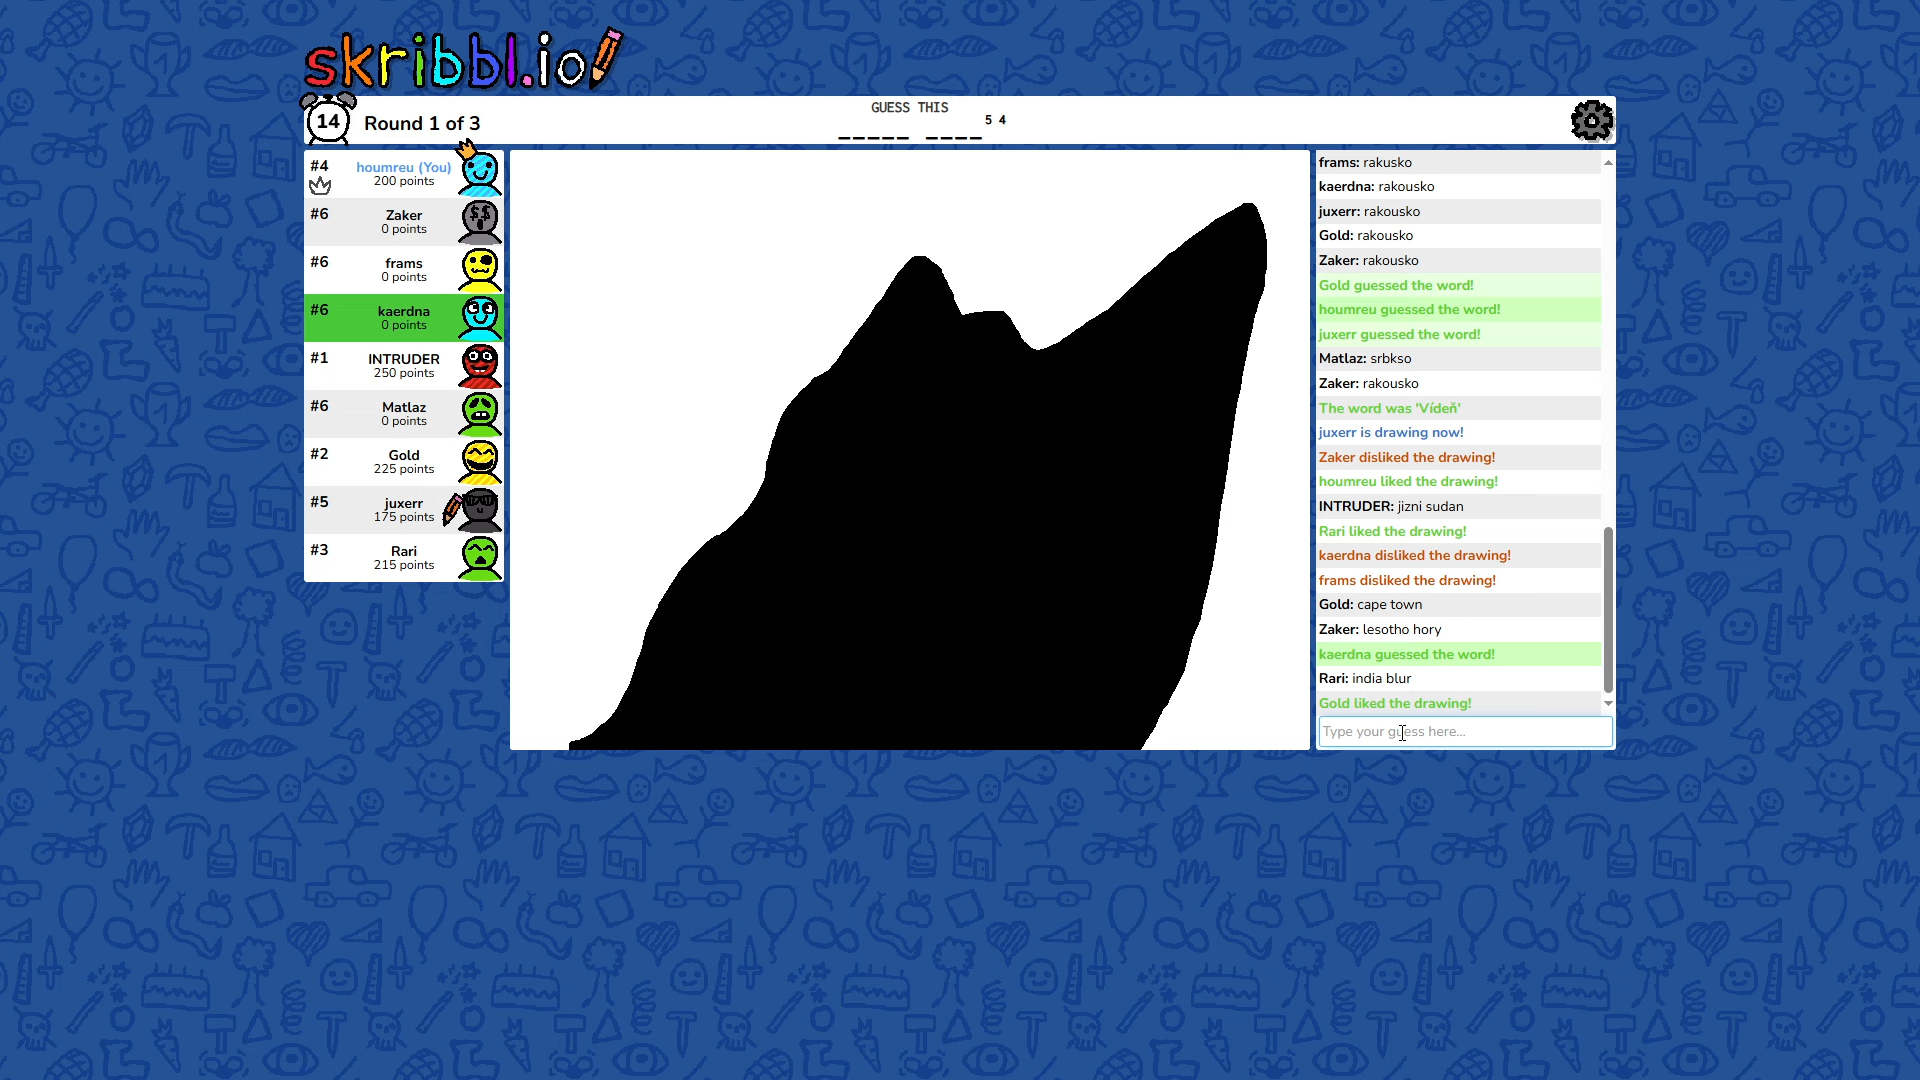 skribbl.io
14
Round 1 of 3
GUESS THIS
_____ ____ 5 4
#4 houmreu (You)
200 points
#6 Zaker
0 points
#6 frams
0 points
#6 kaerdna
0 points
#1 INTRUDER
250 points
#6 Matlaz
0 points
#2 Gold
225 points
#5 juxerr
175 points
#3 Rari
215 points
frams: rakusko
kaerdna: rakousko
juxerr: rakousko
Gold: rakousko
Zaker: rakousko
Gold guessed the word!
houmreu guessed the word!
juxerr guessed the word!
Matlaz: srbkso
Zaker: rakousko
The word was 'Vídeň'
juxerr is drawing now!
Zaker disliked the drawing!
houmreu liked the drawing!
INTRUDER: jizni sudan
Rari liked the drawing!
kaerdna disliked the drawing!
frams disliked the drawing!
Gold: cape town
Zaker: lesotho hory
kaerdna guessed the word!
Rari: india blur
Gold liked the drawing!
Type your guess here...